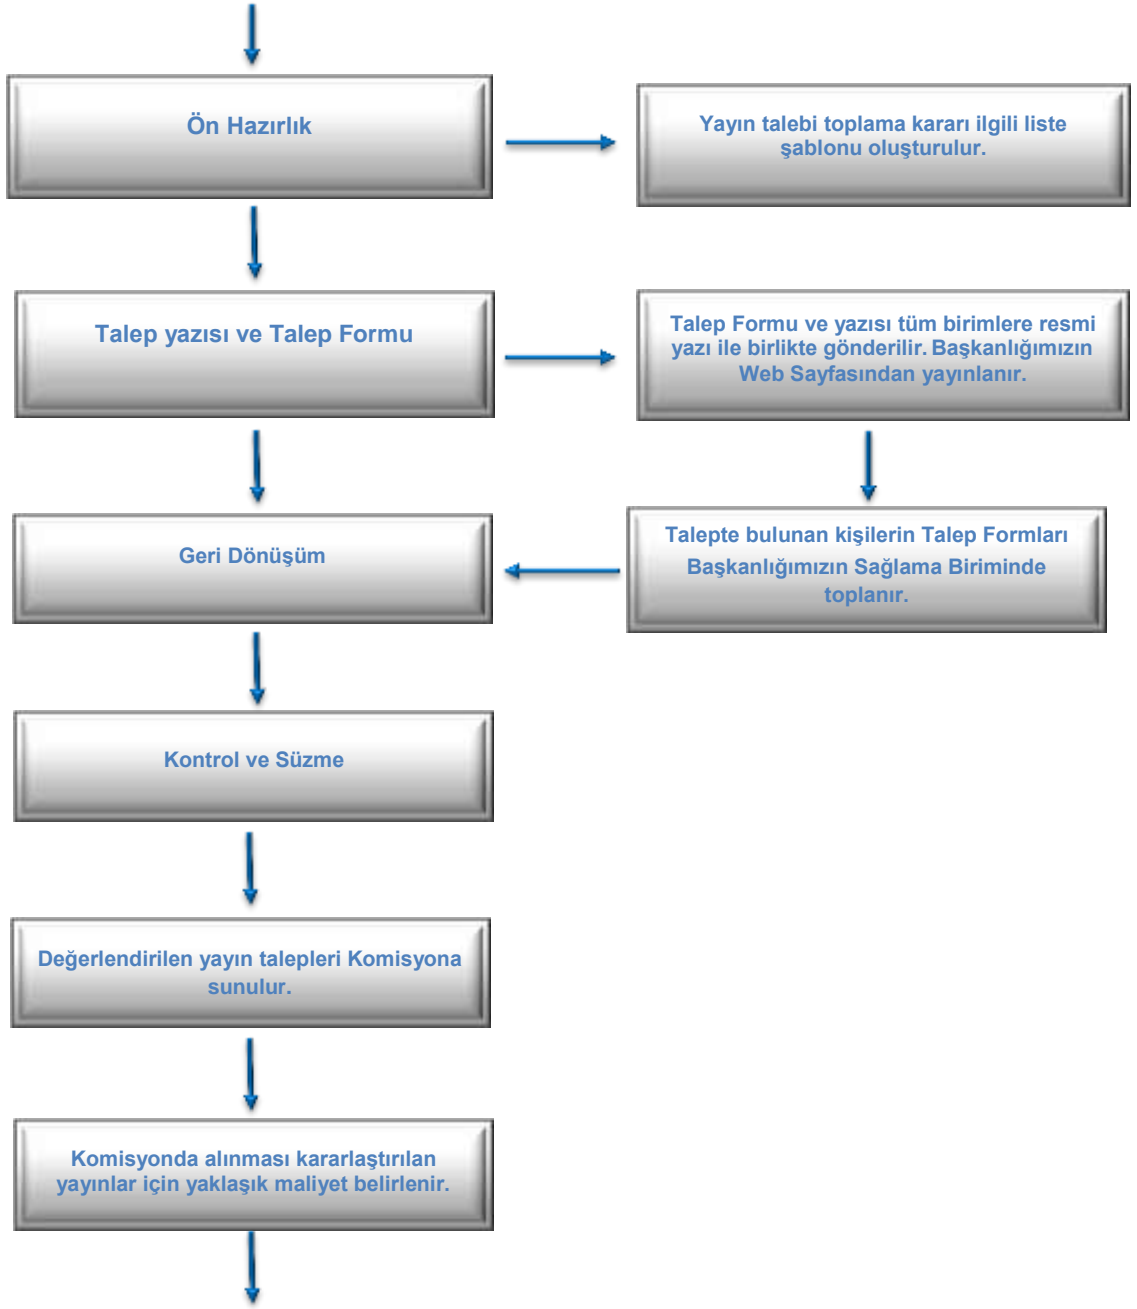 Ön Hazırlık
Yayın talebi toplama kararı ilgili liste
şablonu oluşturulur.
Talep yazısı ve Talep Formu
Talep Formu ve yazısı tüm birimlere resmi
yazı ile birlikte gönderilir. Başkanlığımızın
Web Sayfasından yayınlanır.
Geri Dönüşüm
Talepte bulunan kişilerin Talep Formları
Başkanlığımızın Sağlama Biriminde
toplanır.
Kontrol ve Süzme
Değerlendirilen yayın talepleri Komisyona
sunulur.
Komisyonda alınması kararlaştırılan
yayınlar için yaklaşık maliyet belirlenir.